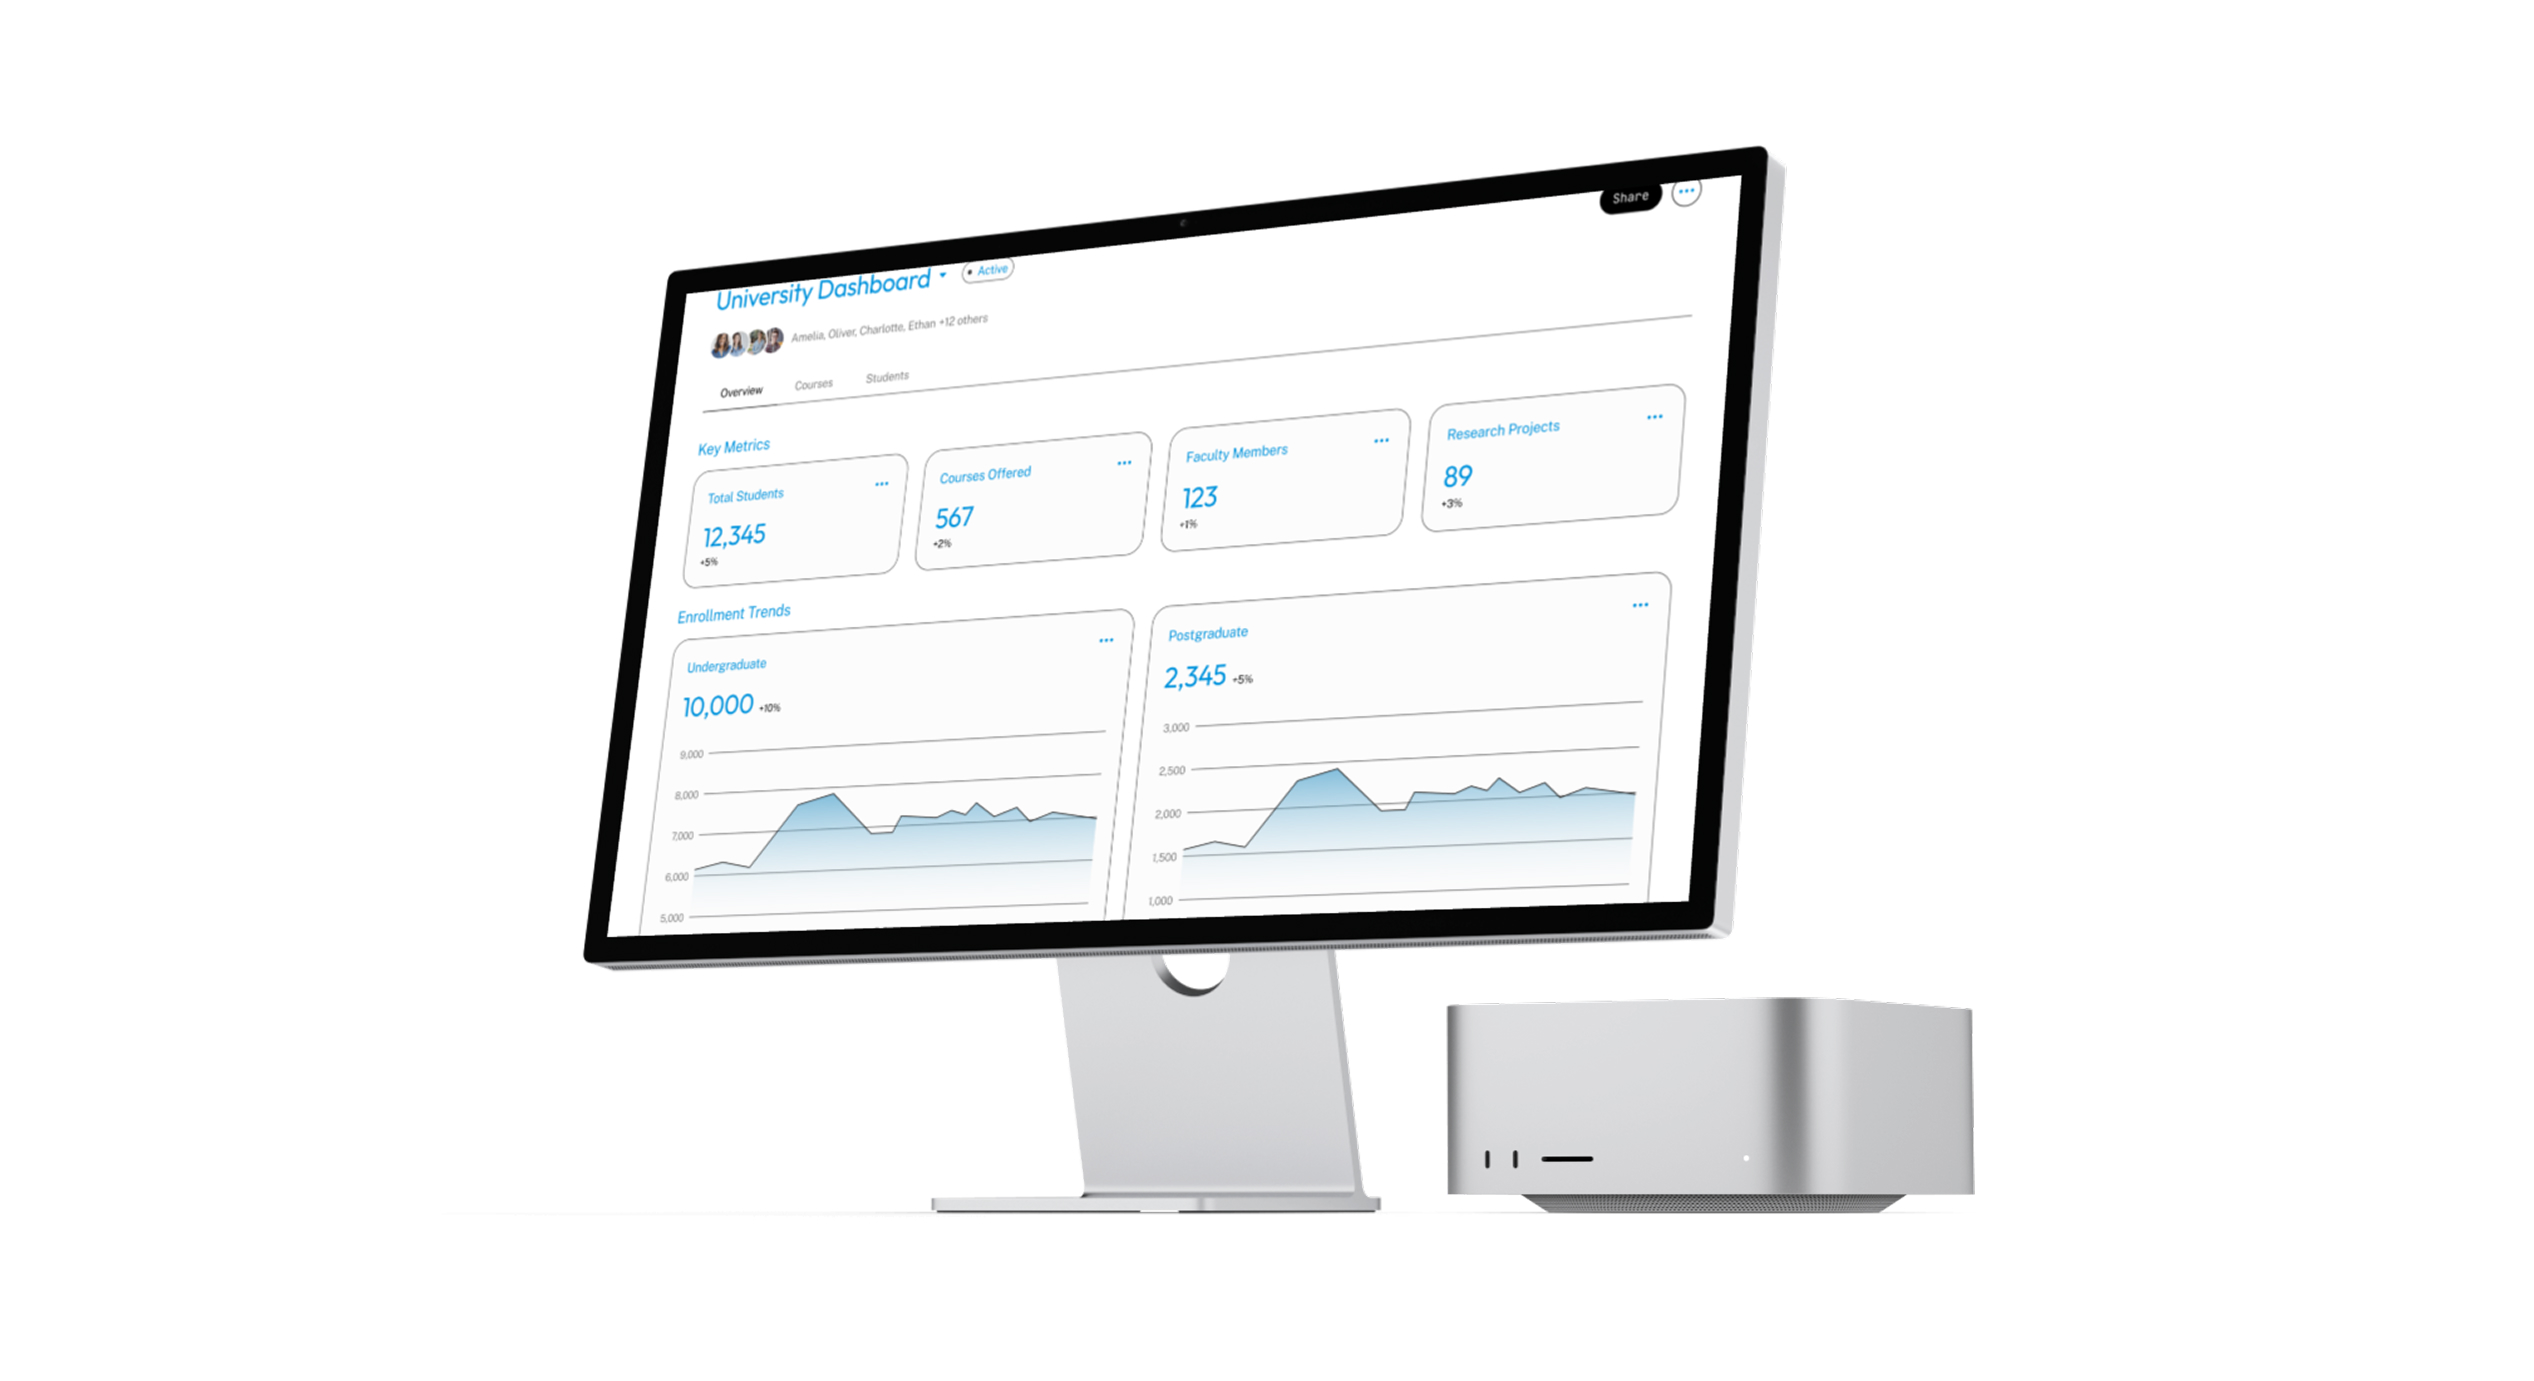 Share
University Dashboard
Active
Amelia, Oliver, Charlotte, Ethan +12 others
Overview Courses Students
Key Metrics
Total Students
12,345
+5%
Courses Offered
567
+2%
Faculty Members
123
+1%
Research Projects
89
+3%
Enrollment Trends
Undergraduate
10,000 +10%
9,000
8,000
7,000
6,000
5,000
Postgraduate
2,345 +5%
3,000
2,500
2,000
1,500
1,000